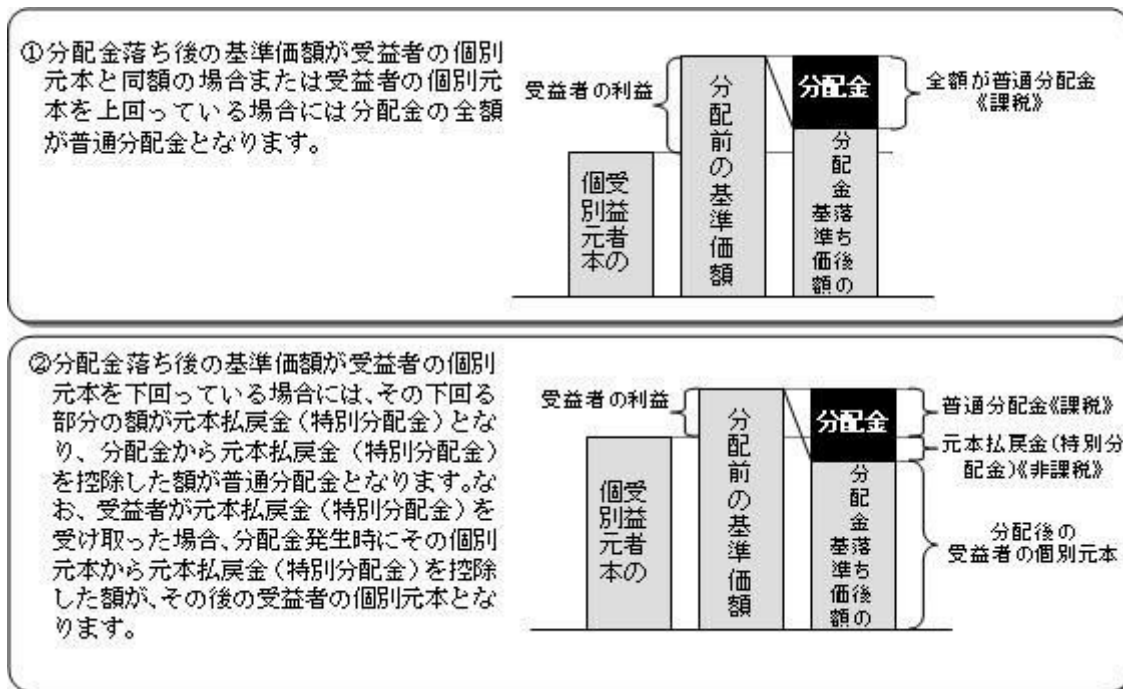 ①分配金落ち後の基準価額が受益者の個別
元本と同額の場合または受益者の個別元
本を上回っている場合には分配金の全額
が普通分配金となります。
受益者の利益
受益者の
個別元本
分配前の基準価額
分配金
分配金落ち後の
基準価額
全額が普通分配金
《課税》
②分配金落ち後の基準価額が受益者の個別
元本を下回っている場合には、その下回る
部分の額が元本払戻金（特別分配金）とな
り、分配金から元本払戻金（特別分配金）
を控除した額が普通分配金となります。な
お、受益者が元本払戻金（特別分配金）を
受け取った場合、分配金発生時にその個別
元本から元本払戻金（特別分配金）を控除
した額が、その後の受益者の個別元本とな
ります。
受益者の利益
受益者の
個別元本
分配前の基準価額
分配金
分配金落ち後の
基準価額
普通分配金《課税》
元本払戻金（特別分
配金）《非課税》
分配後の
受益者の個別元本